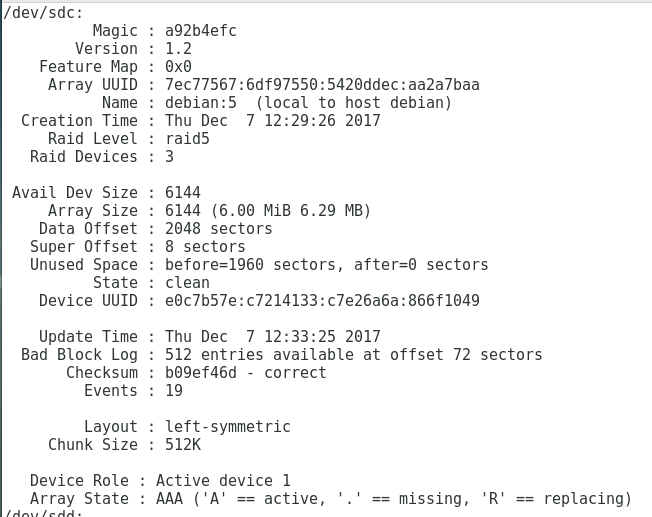 /dev/sdc:
Magic : a92b4efc
Version : 1.2
Feature Map : 0x0
Array UUID : 7ec77567:6df97550:5420ddec:aa2a7baa
Name : debian:5  (local to host debian)
Creation Time : Thu Dec  7 12:29:26 2017
Raid Level : raid5
Raid Devices : 3
Avail Dev Size : 6144
Array Size : 6144 (6.00 MiB 6.29 MB)
Data Offset : 2048 sectors
Super Offset : 8 sectors
Unused Space : before=1960 sectors, after=0 sectors
State : clean
Device UUID : e0c7b57e:c7214133:c7e26a6a:866f1049
Update Time : Thu Dec  7 12:33:25 2017
Bad Block Log : 512 entries available at offset 72 sectors
Checksum : b09ef46d - correct
Events : 19
Layout : left-symmetric
Chunk Size : 512K
Device Role : Active device 1
Array State : AAA ('A' == active, '.' == missing, 'R' == replacing)
/dev/sdd: